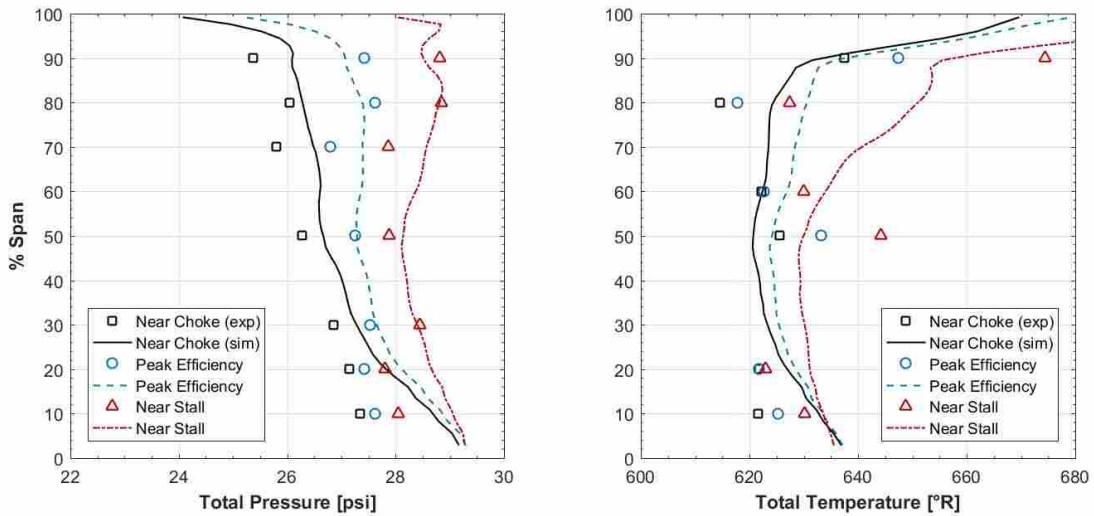 100
90
80
70
60
50
40
30
20
10
0
% Span
Near Choke (exp)
Near Choke (sim)
Peak Efficiency
Peak Efficiency
Near Stall
Near Stall
22 24 26 28 30
Total Pressure [psi]
100
90
80
70
60
50
40
30
20
10
0
Near Choke (exp)
Near Choke (sim)
Peak Efficiency
Peak Efficiency
Near Stall
Near Stall
600 620 640 660 680
Total Temperature [°R]